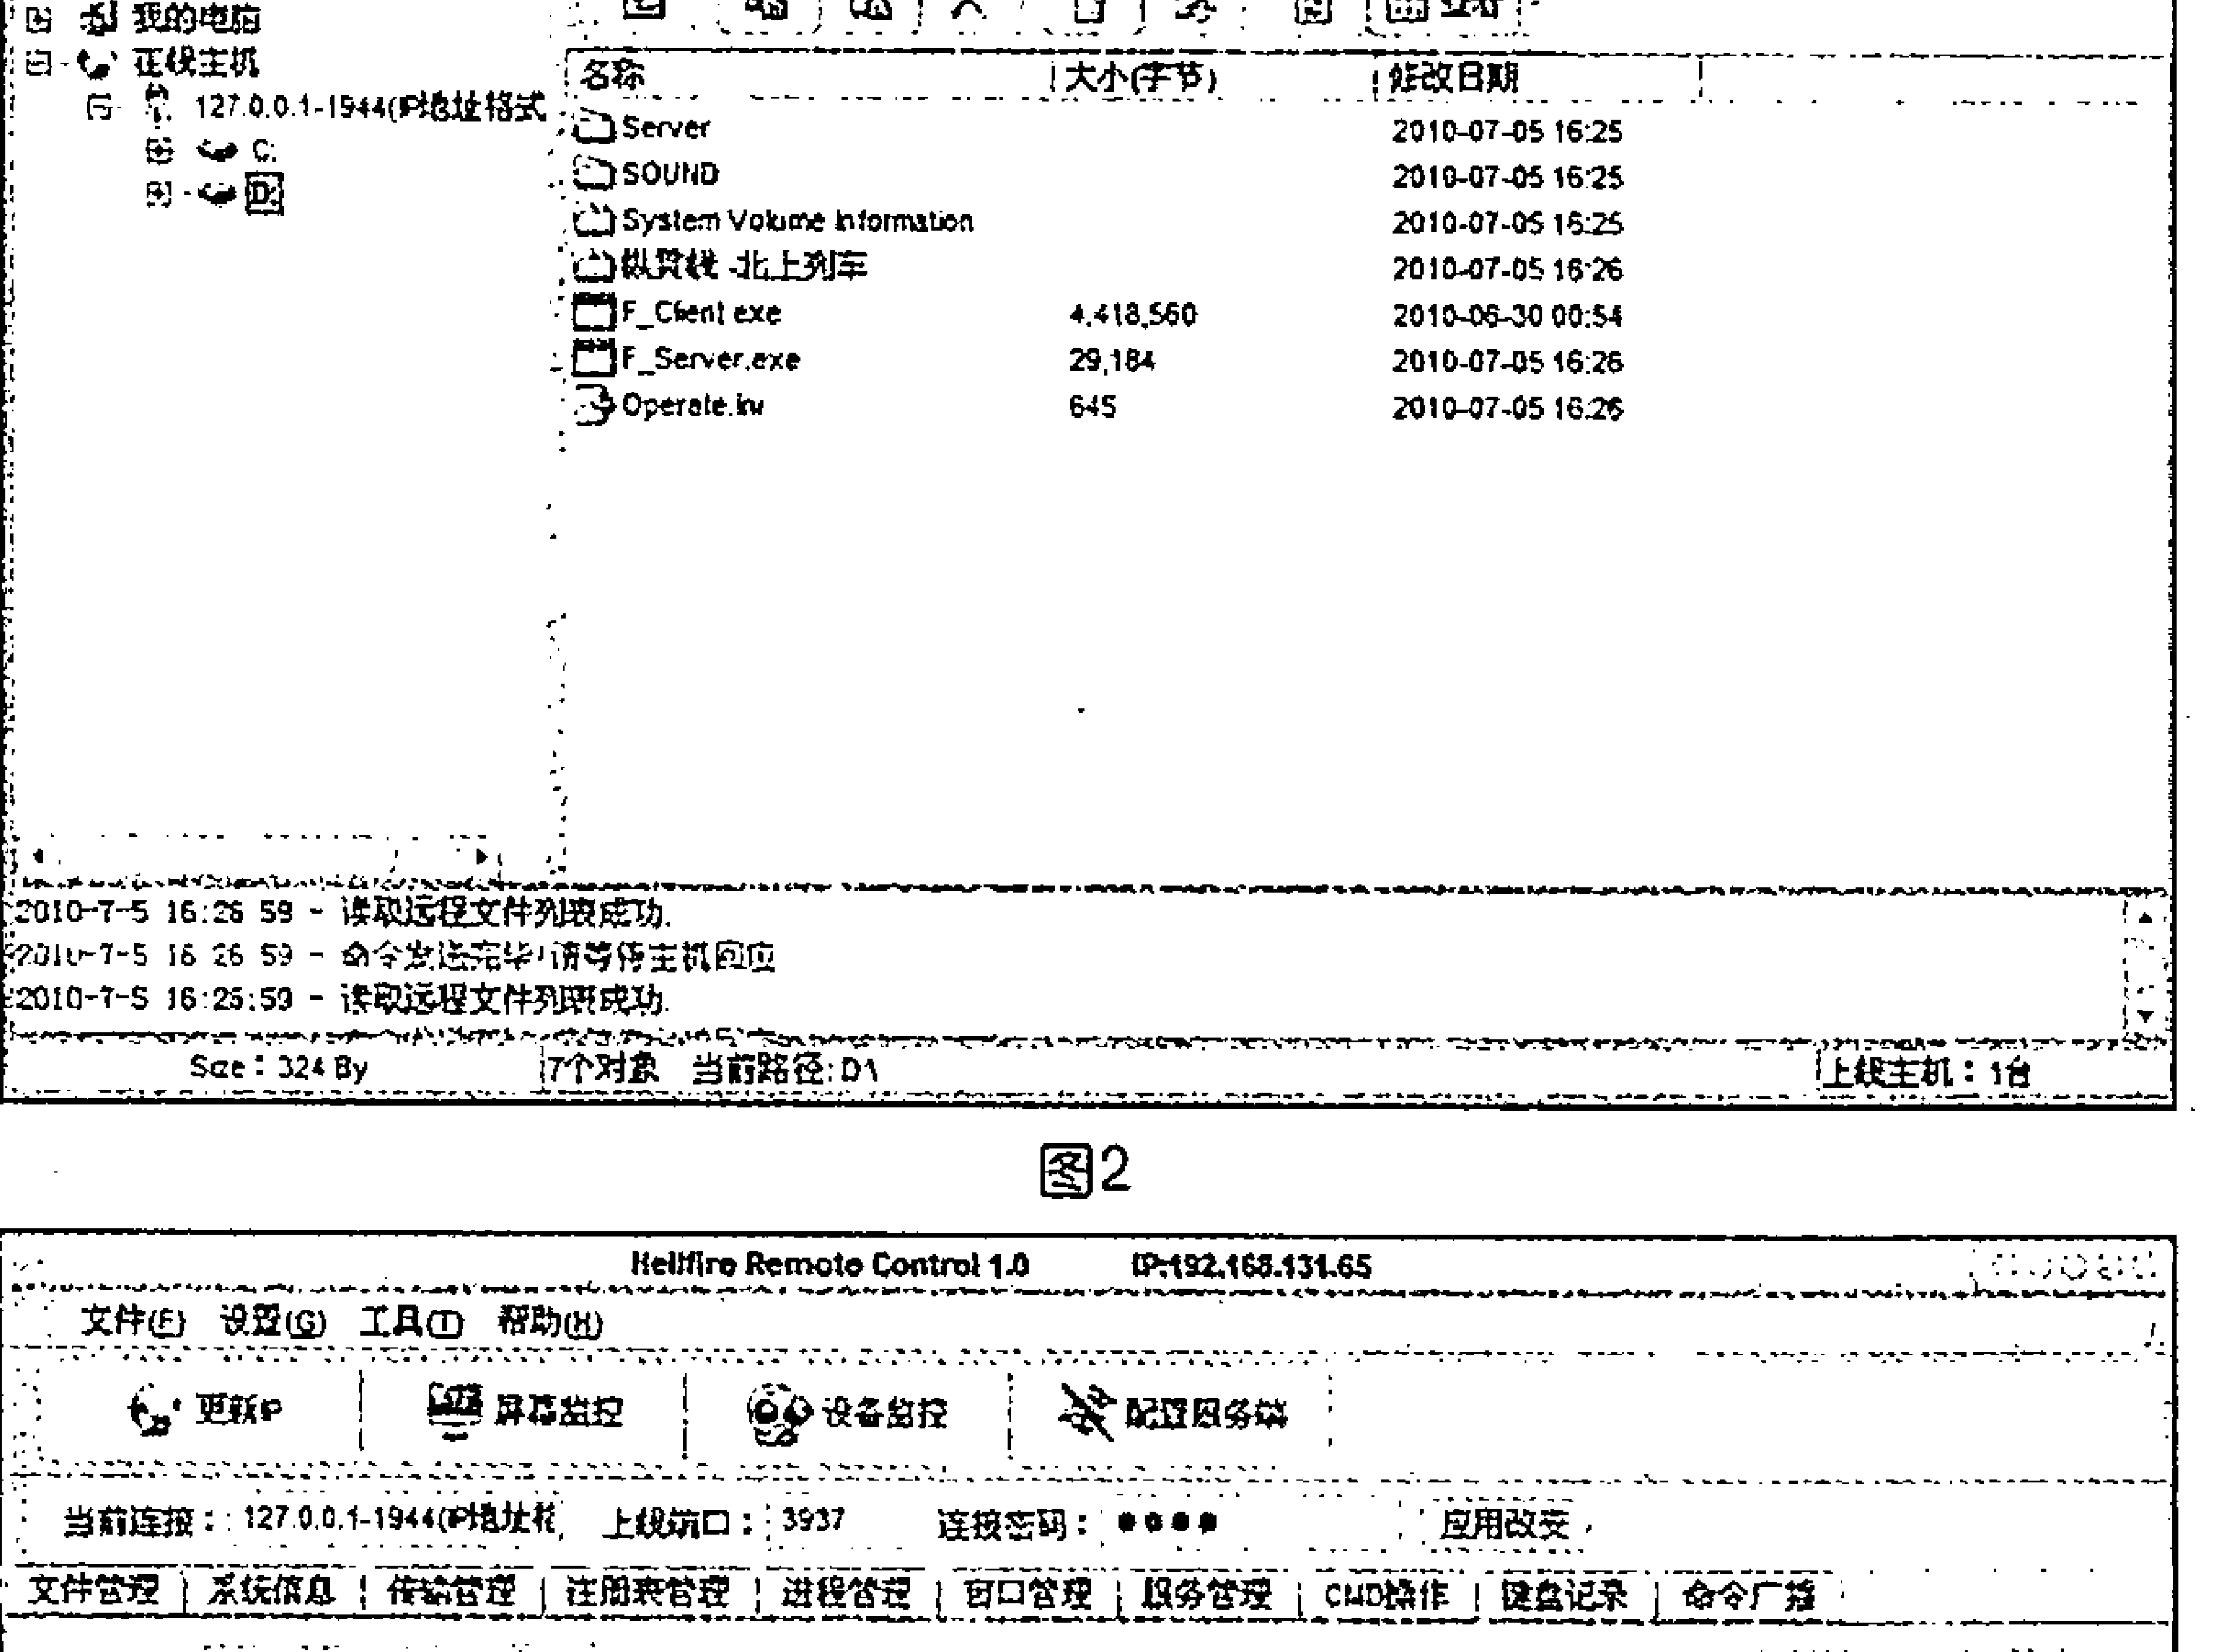 我的电脑
在线主机
127.0.0.1-1944(IP地址格式
C:
D:
名称 大小(字节) 修改日期
Server 2010-07-05 16:25
SOUND 2010-07-05 16:25
System Volume Information 2010-07-05 16:25
纵贯线 -北上列车 2010-07-05 16:26
F_Client.exe 4,418,560 2010-06-30 00:54
F_Server.exe 29,184 2010-07-05 16:26
Operate.ini 645 2010-07-05 16:26
2010-7-5 16:26 59 - 读取远程文件列表成功.
2010-7-5 16 26 59 - 命令发送完毕!请等待主机回应
2010-7-5 16:26:59 - 读取远程文件列表成功.
Size：324 By 7个对象 当前路径:D:\ 上线主机：1台
图2
Hellfire Remote Control 1.0 IP:192.168.131.65
文件(F) 设置(G) 工具(T) 帮助(H)
更新IP 屏幕监控 设备监控 配置服务端
当前连接：127.0.0.1-1944(IP地址格 上线端口：3937 连接密码：●●●● 应用改变
文件管理 系统信息 传输管理 注册表管理 进程管理 窗口管理 服务管理 CMD操作 键盘记录 命令广播